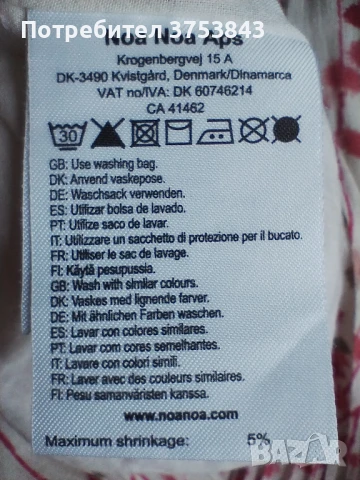 Потребител 3753843
Noa Noa Aps
Krogenbergvej 15 A
DK-3490 Kvistgård, Denmark/Dinamarca
VAT no/IVA: DK 60746214
CA 41462
30
GB: Use washing bag.
DK: Anvend vaskepose.
DE: Waschsack verwenden.
ES: Utilizar bolsa de lavado.
PT: Utilize saco de lavar.
IT: Utilizzare un sacchetto di protezione per il bucato.
FR: Utiliser le sac de lavage.
FI: Käytä pesupussia.
GB: Wash with similar colours.
DK: Vaskes med lignende farver.
DE: Mit ähnlichen Farben waschen.
ES: Lavar con colores similares.
PT: Lavar com cores semelhantes.
IT: Lavare con colori simili.
FR: Laver avec des couleurs similaires.
FI: Pesu samanväristen kanssa.
www.noanoa.com
Maximum shrinkage: 5%
BAZAR